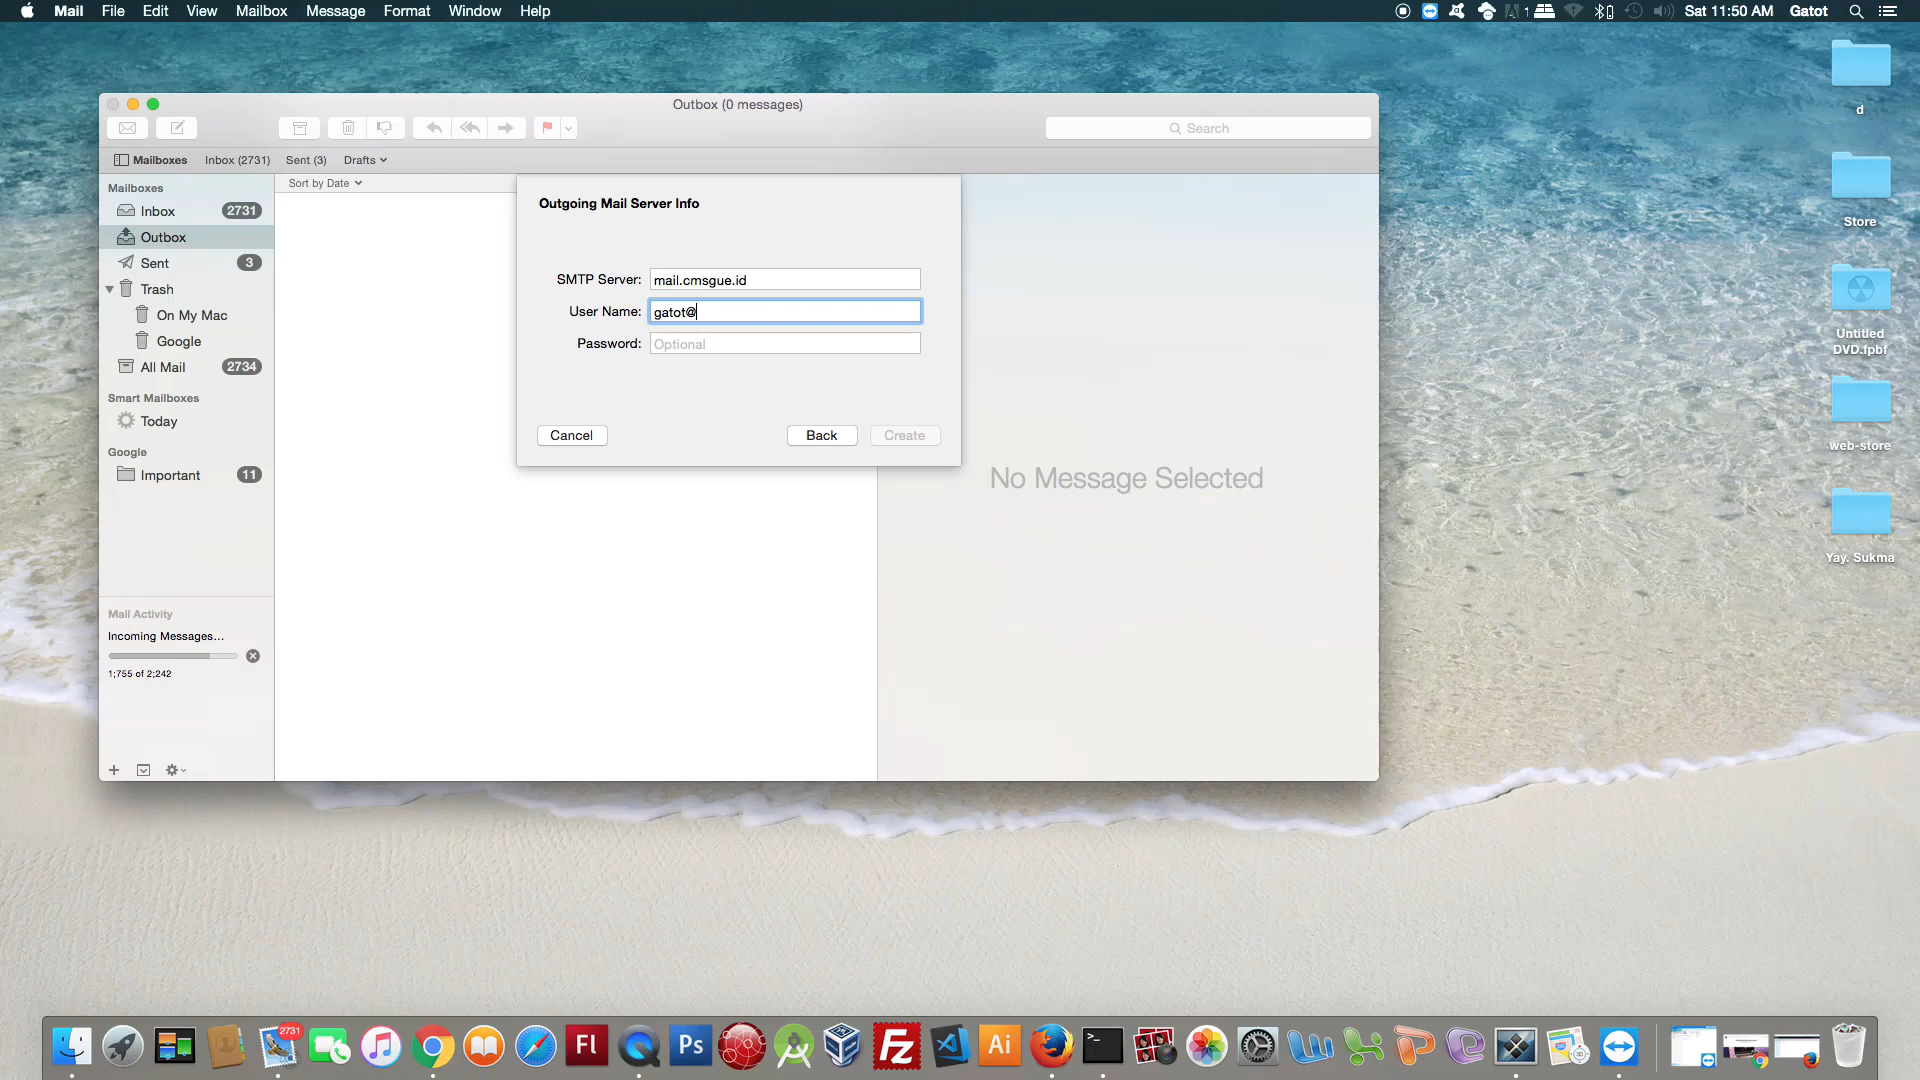 Mail File Edit View Mailbox Message Format Window Help
1
Sat 11:50 AM Gatot
Outbox (0 messages)
Search
Mailboxes Inbox (2731) Sent (3) Drafts
Mailboxes
Inbox 2731
Outbox
Sent 3
Trash
On My Mac
Google
All Mail 2734
Smart Mailboxes
Today
Google
Important 11
Mail Activity
Incoming Messages...
1;755 of 2;242
Sort by Date
Outgoing Mail Server Info
SMTP Server: mail.cmsgue.id
User Name: gatot@
Password: Optional
Cancel Back Create
No Message Selected
d
Store
Untitled
DVD.fpbf
web-store
Yay. Sukma
2731
Fl
Ps
Fz
Ai